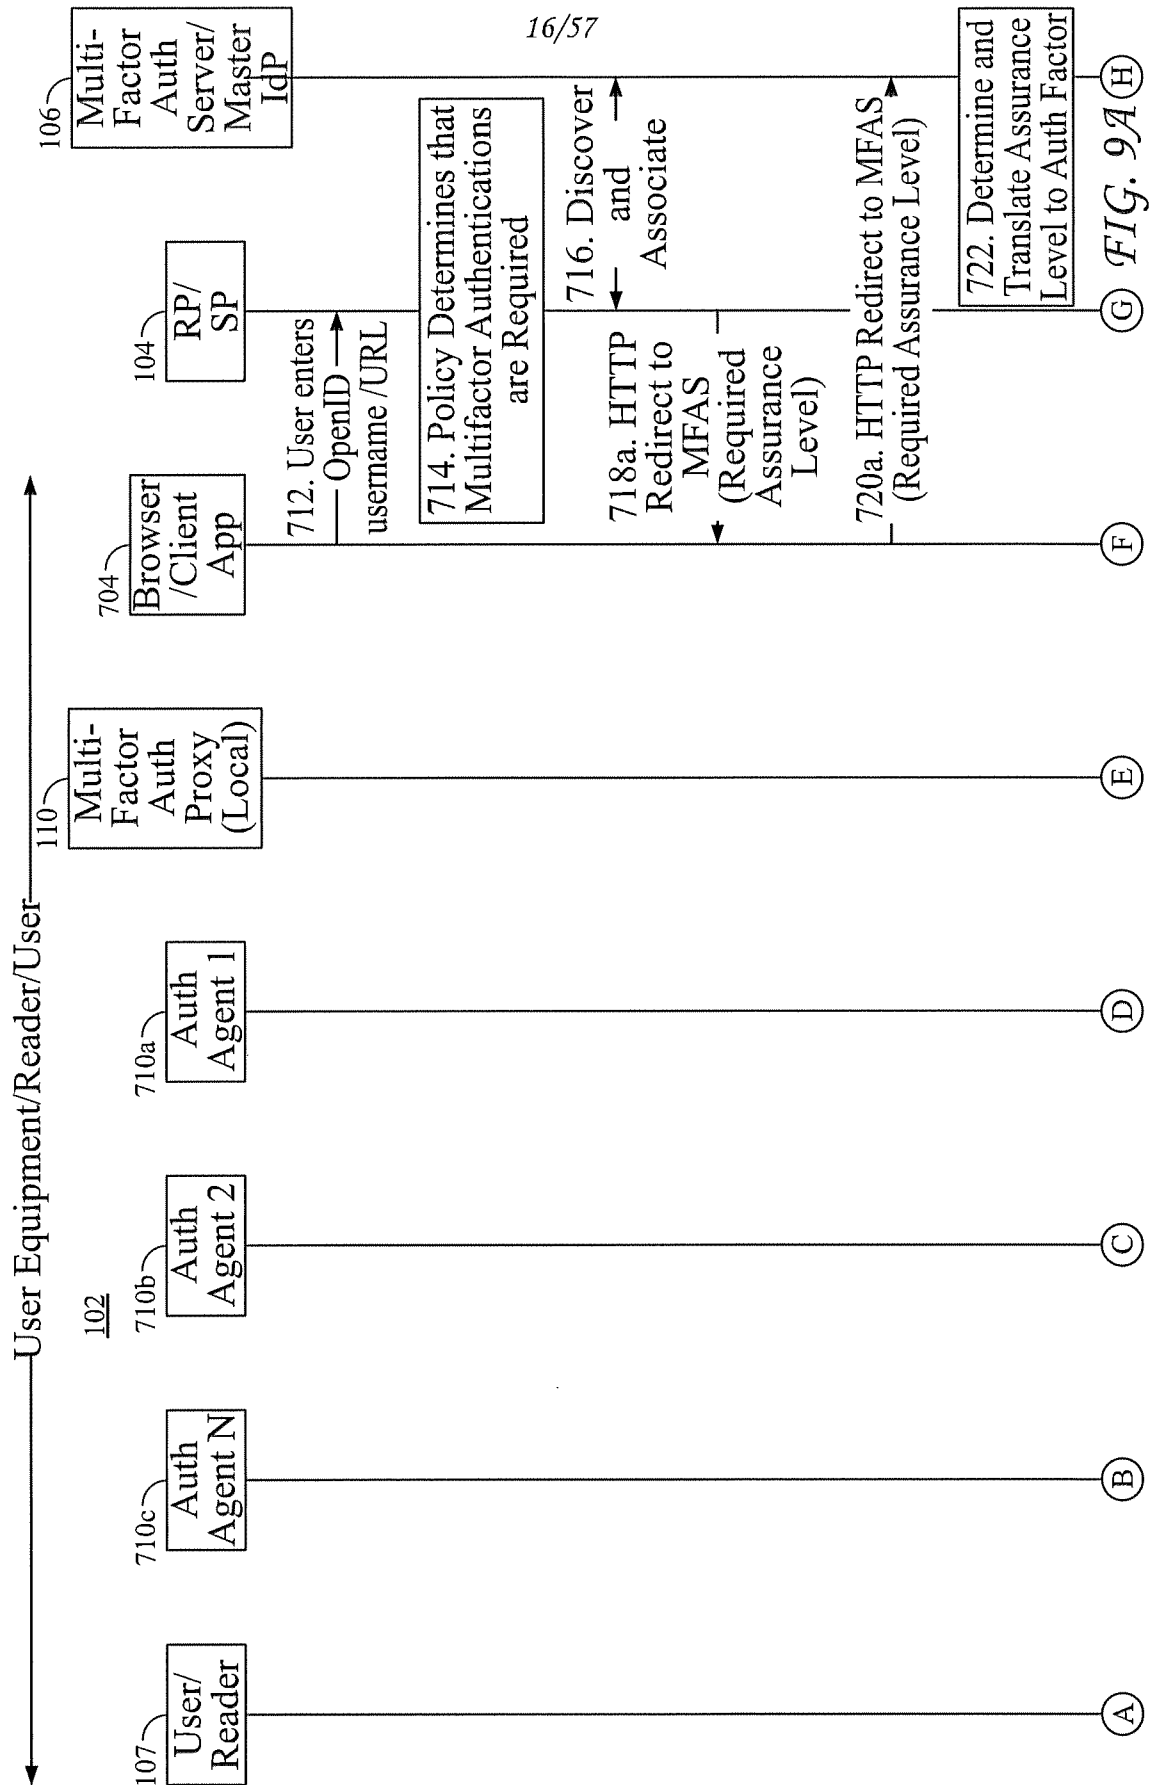 16/57
User Equipment/Reader/User
102
107
User/
Reader
710c
Auth
Agent N
710b
Auth
Agent 2
710a
Auth
Agent 1
110
Multi-
Factor
Auth
Proxy
(Local)
704
Browser
/Client
App
104
RP/
SP
106
Multi-
Factor
Auth
Server/
Master
IdP
712. User enters
OpenID
username /URL
714. Policy Determines that
Multifactor Authentications
are Required
716. Discover
and
Associate
718a. HTTP
Redirect to
MFAS
(Required
Assurance
Level)
720a. HTTP Redirect to MFAS
(Required Assurance Level)
722. Determine and
Translate Assurance
Level to Auth Factor
A
B
C
D
E
F
G
H
FIG. 9A